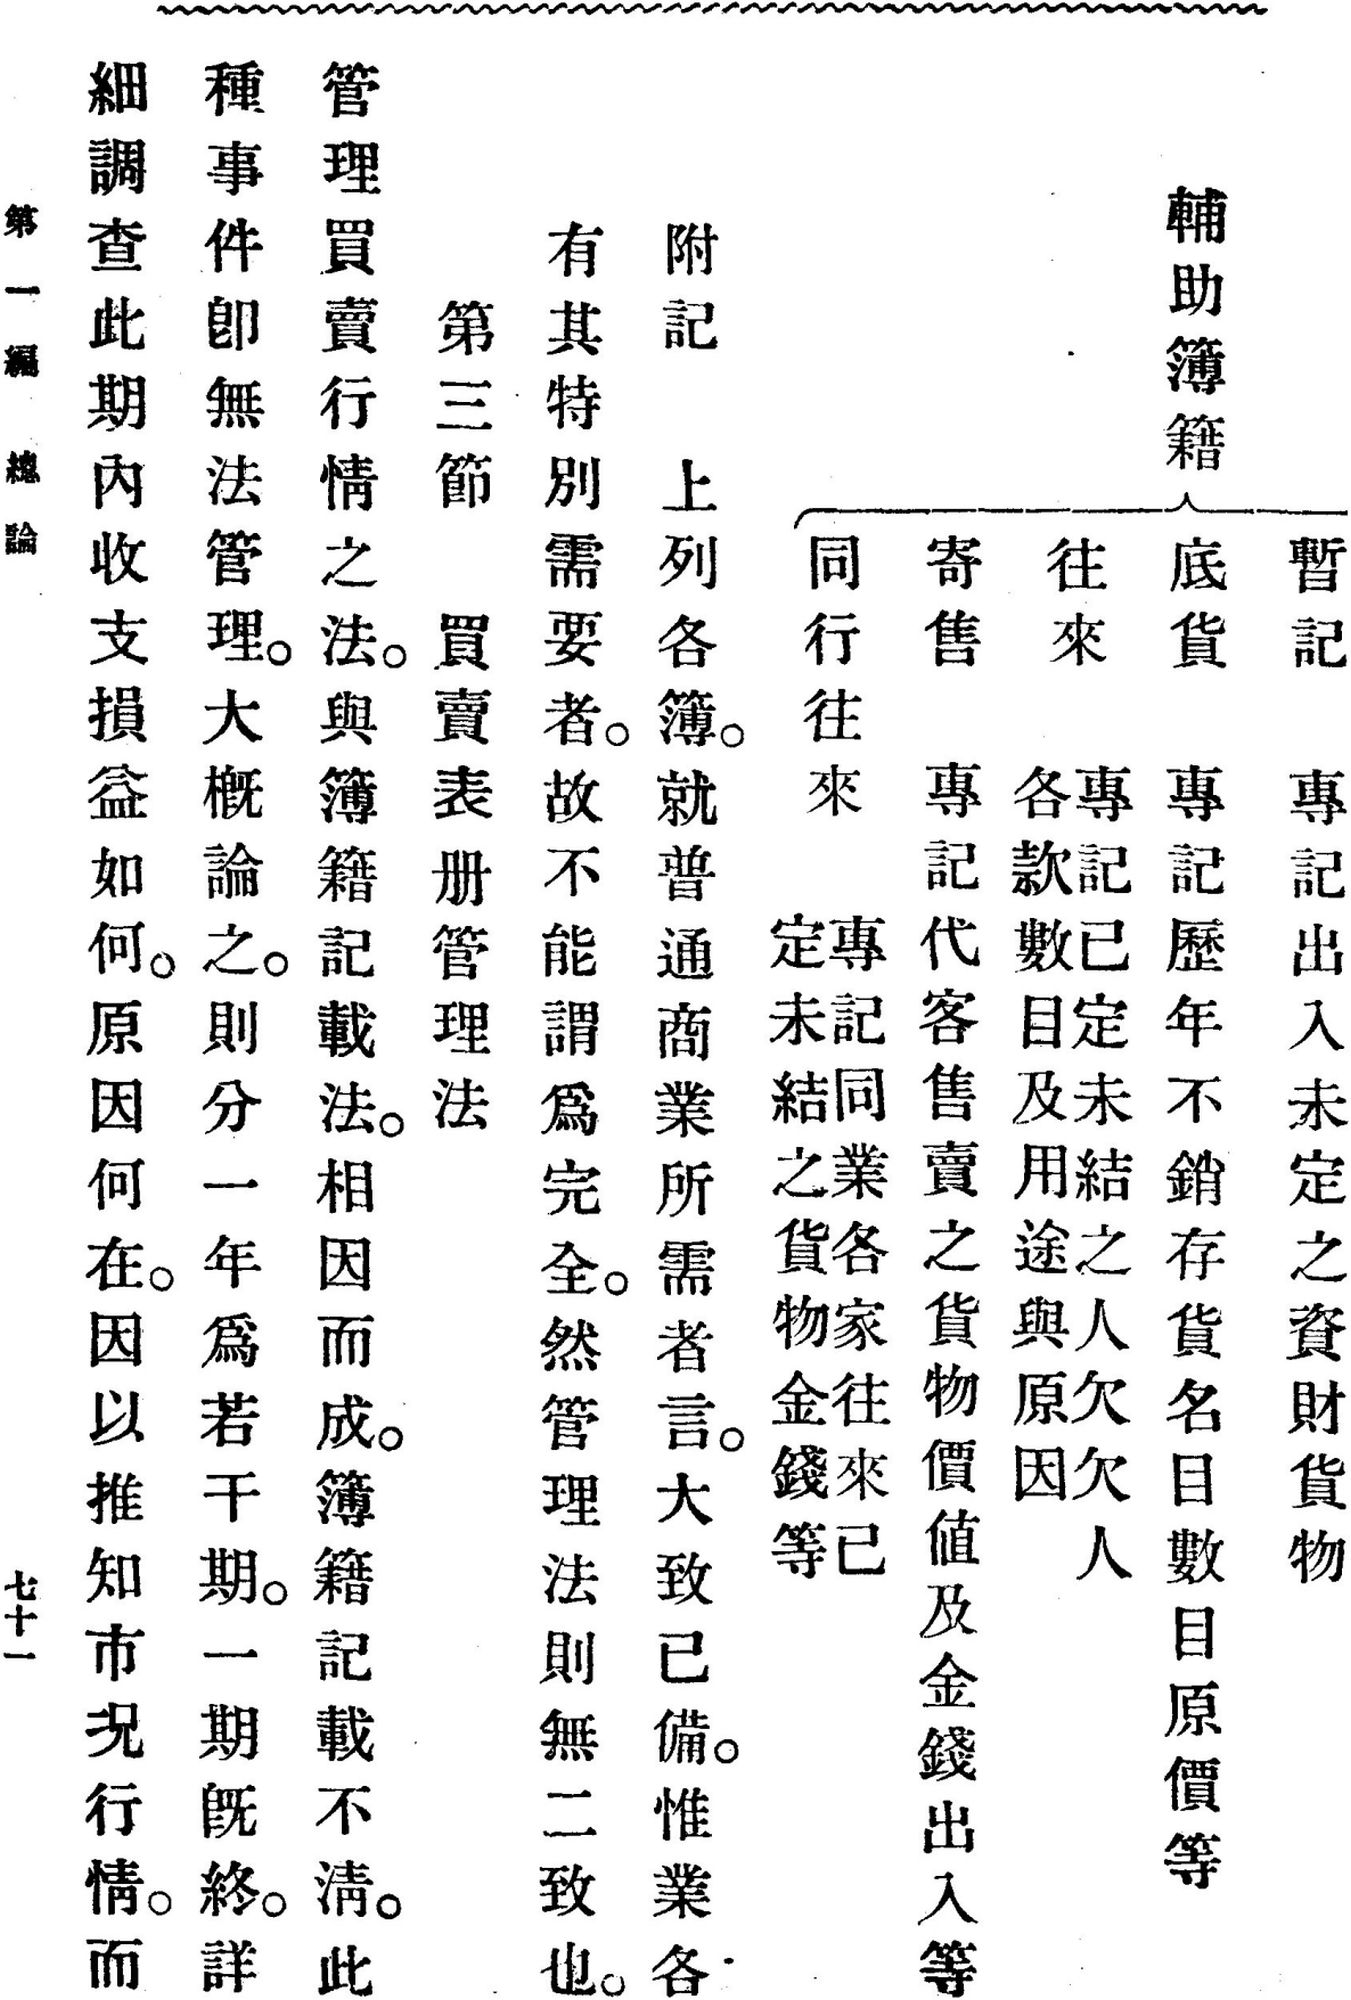 輔助簿籍
暫記　專記出入未定之資財貨物
底貨　專記歷年不銷存貨名目數目原價等
往來　專記已定未結之人欠欠人
各款數目及用途與原因
寄售　專記代客售賣之貨物價値及金錢出入等
同行往來　專記同業各家往來已
定未結之貨物金錢等
附記　上列各簿。就普通商業所需者言。大致已備。惟業各
有其特別需要者。故不能謂爲完全。然管理法則無二致也。
第三節　買賣表册管理法
管理買賣行情之法。與簿籍記載法。相因而成。簿籍記載不淸。此
種事件卽無法管理。大槪論之。則分一年爲若干期。一期旣終。詳
細調查此期內收支損益如何。原因何在。因以推知市况行情。而
第一編　總論
七十一